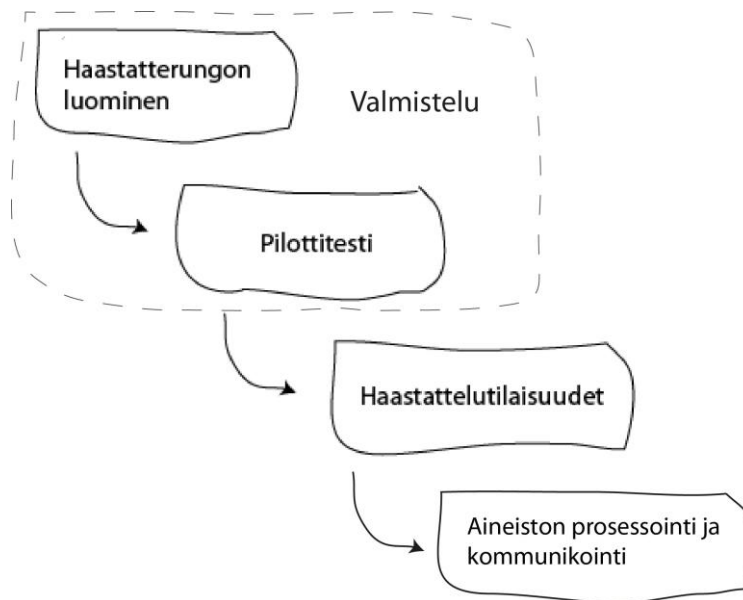 Haastatterungon
luominen
Valmistelu
Pilottitesti
Haastattelutilaisuudet
Aineiston prosessointi ja
kommunikointi